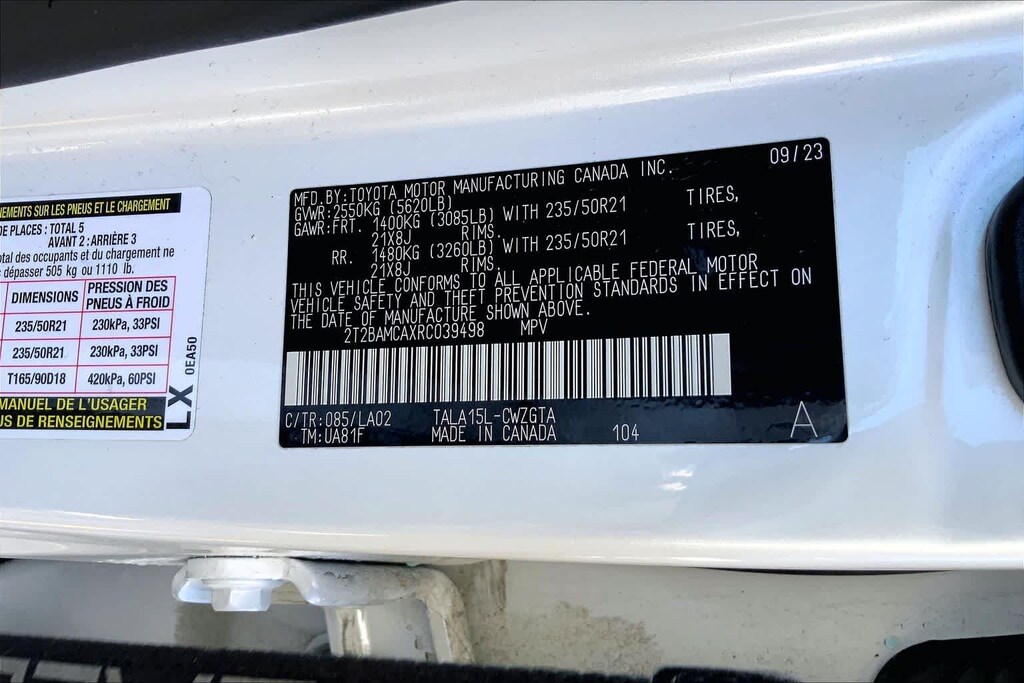 NEMENTS SUR LES PNEUS ET LE CHARGEMENT
DE PLACES : TOTAL 5
AVANT 2 : ARRIÈRE 3
otal des occupants et du chargement ne
dépasser 505 kg ou 1110 lb.
DIMENSIONS PRESSION DES PNEUS À FROID
235/50R21 230kPa, 33PSI
235/50R21 230kPa, 33PSI
T165/90D18 420kPa, 60PSI
MANUEL DE L'USAGER
US DE RENSEIGNEMENTS
LX 0EA50
09/23
MFD.BY:TOYOTA MOTOR MANUFACTURING CANADA INC.
GVWR:2550KG (5620LB)
GAWR:FRT. 1400KG (3085LB) WITH 235/50R21 TIRES,
21X8J RIMS.
RR. 1480KG (3260LB) WITH 235/50R21 TIRES,
21X8J RIMS.
THIS VEHICLE CONFORMS TO ALL APPLICABLE FEDERAL MOTOR
VEHICLE SAFETY AND THEFT PREVENTION STANDARDS IN EFFECT ON
THE DATE OF MANUFACTURE SHOWN ABOVE.
2T2BAMCAXRC039498 MPV
C/TR:085/LA02 TALA15L-CWZGTA
TM:UA81F MADE IN CANADA 104 A